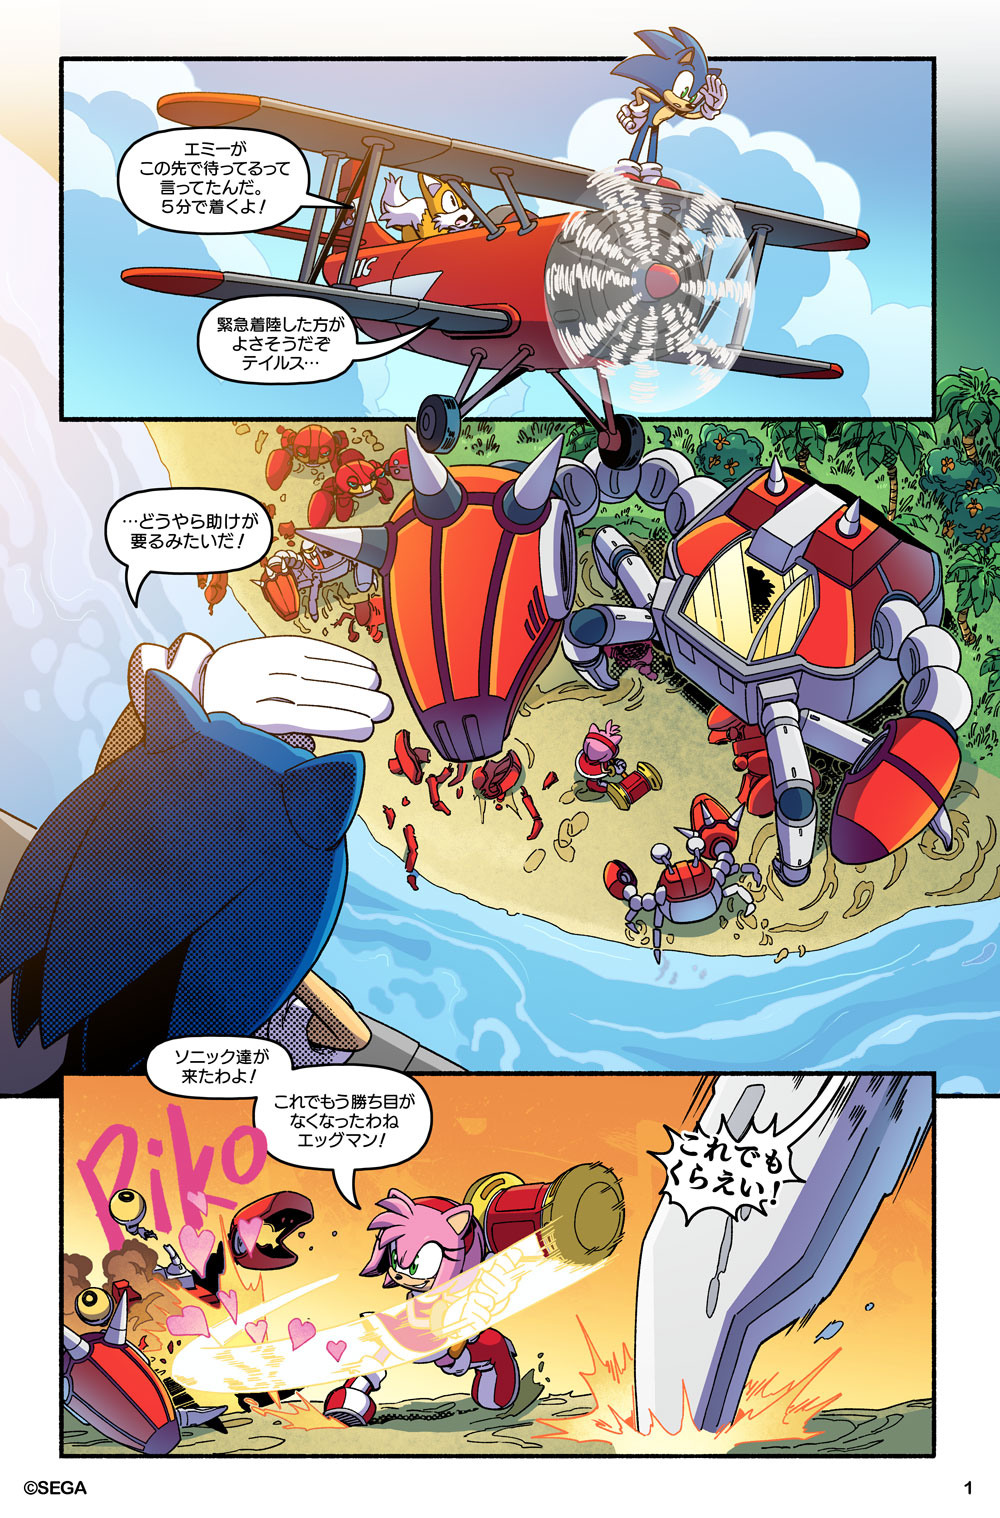 エミーが
この先で待ってるって
言ってたんだ。
5分で着くよ！
NIC
緊急着陸した方が
よさそうだぞ
テイルス…
…どうやら助けが
要るみたいだ！
ソニック達が
来たわよ！
これでもう勝ち目が
なくなったわね
エッグマン！
Piko
これでも
くらえい！
©SEGA
1